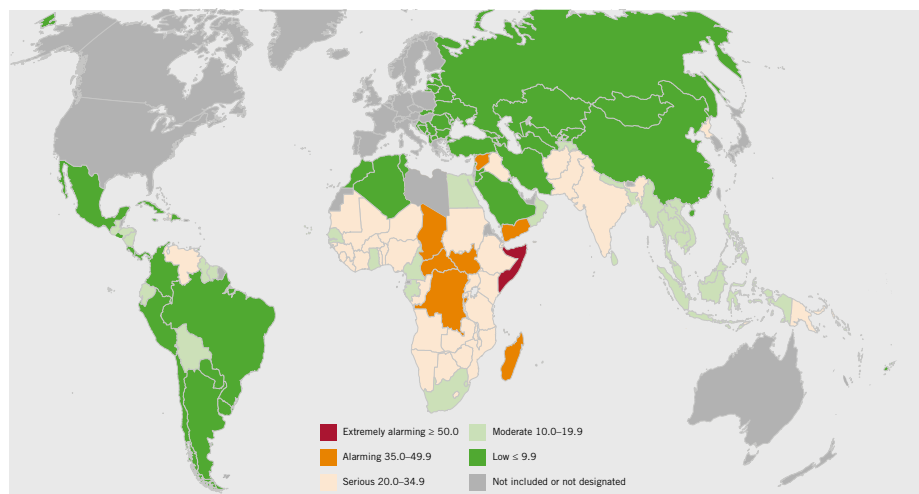 Extremely alarming ≥ 50.0
Alarming 35.0–49.9
Serious 20.0–34.9
Moderate 10.0–19.9
Low ≤ 9.9
Not included or not designated